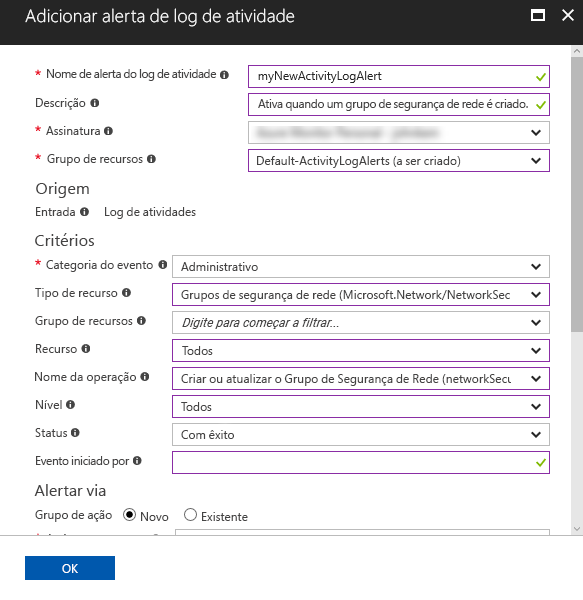 Adicionar alerta de log de atividade
* Nome de alerta do log de atividade myNewActivityLogAlert
Descrição Ativa quando um grupo de segurança de rede é criado.
* Assinatura
* Grupo de recursos Default-ActivityLogAlerts (a ser criado)
Origem
Entrada Log de atividades
Critérios
* Categoria do evento Administrativo
Tipo de recurso Grupos de segurança de rede (Microsoft.Network/NetworkSec
Grupo de recursos Digite para começar a filtrar...
Recurso Todos
Nome da operação Criar ou atualizar o Grupo de Segurança de Rede (networkSecu
Nível Todos
Status Com êxito
Evento iniciado por
Alertar via
Grupo de ação Novo Existente
OK